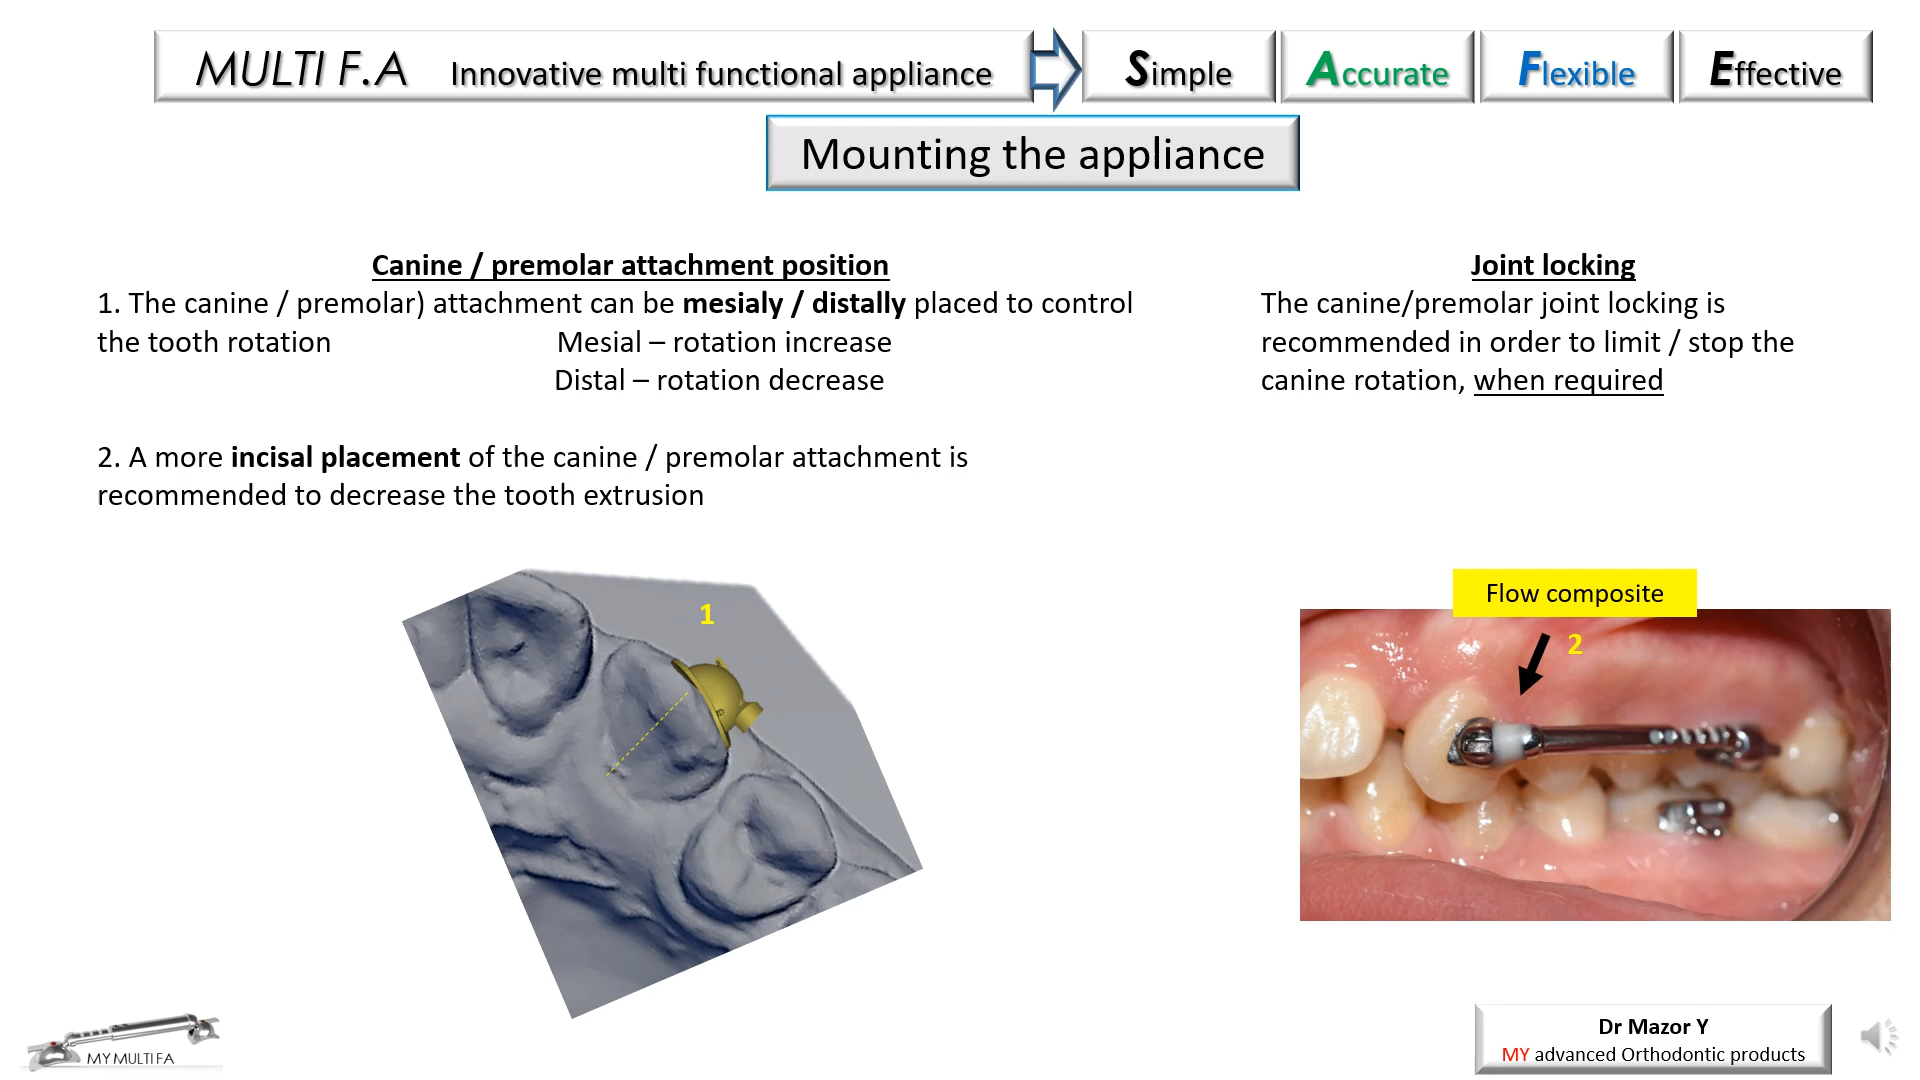 MULTI F.A Innovative multi functional appliance
Simple
Accurate
Flexible
Effective
Mounting the appliance
Canine / premolar attachment position
1. The canine / premolar) attachment can be mesialy / distally placed to control
the tooth rotation Mesial – rotation increase
Distal – rotation decrease
2. A more incisal placement of the canine / premolar attachment is
recommended to decrease the tooth extrusion
Joint locking
The canine/premolar joint locking is
recommended in order to limit / stop the
canine rotation, when required
1
Flow composite
2
MY MULTI FA
Dr Mazor Y
MY advanced Orthodontic products